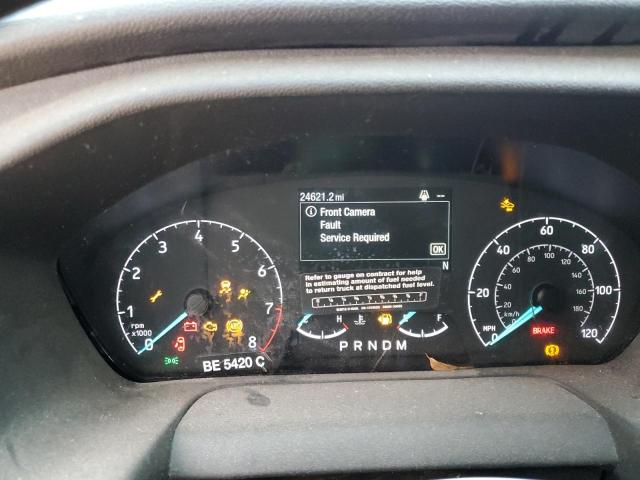 24621.2 mi --
Front Camera
Fault
Service Required
OK
N
Refer to gauge on contract for help
in estimating amount of fuel needed
to return truck at dispatched fuel level.
0 1 2 3 4 5 6 7 8
rpm
x1000
BE 5420 C
H
F
P R N D M
0 20 40 60 80 100 120
MPH
km/h
BRAKE
ABS